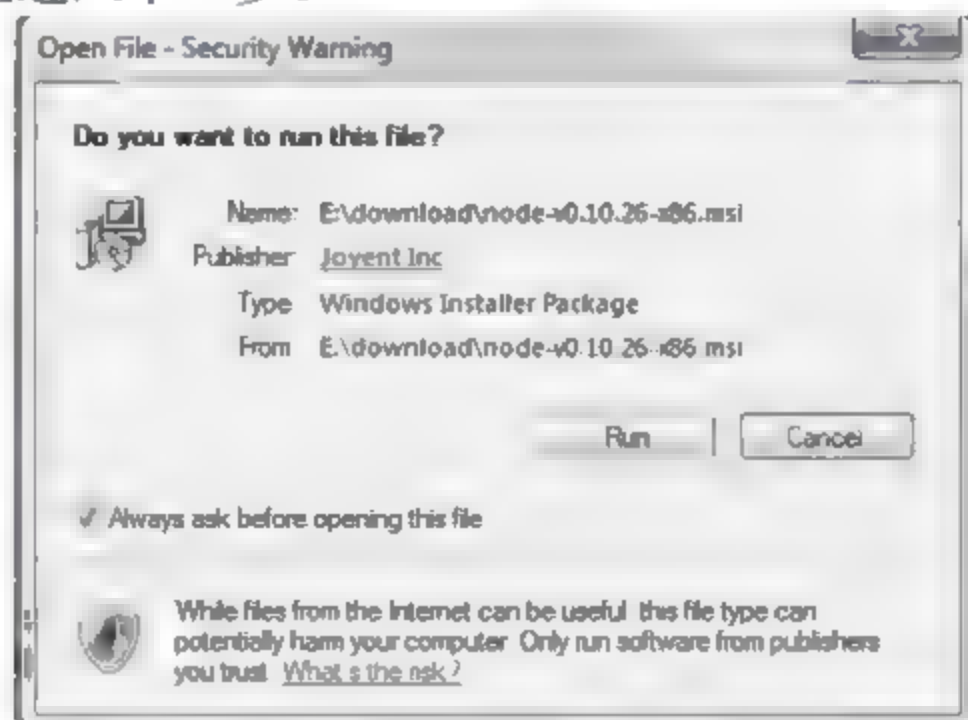 Open File - Security Warning
Do you want to run this file?
Name: E:\download\node-v0.10.26-x86.msi
Publisher: Joyent Inc
Type: Windows Installer Package
From: E:\download\node-v0.10.26-x86.msi
Run
Cancel
Always ask before opening this file
While files from the Internet can be useful, this file type can
potentially harm your computer. Only run software from publishers
you trust. What's the risk?